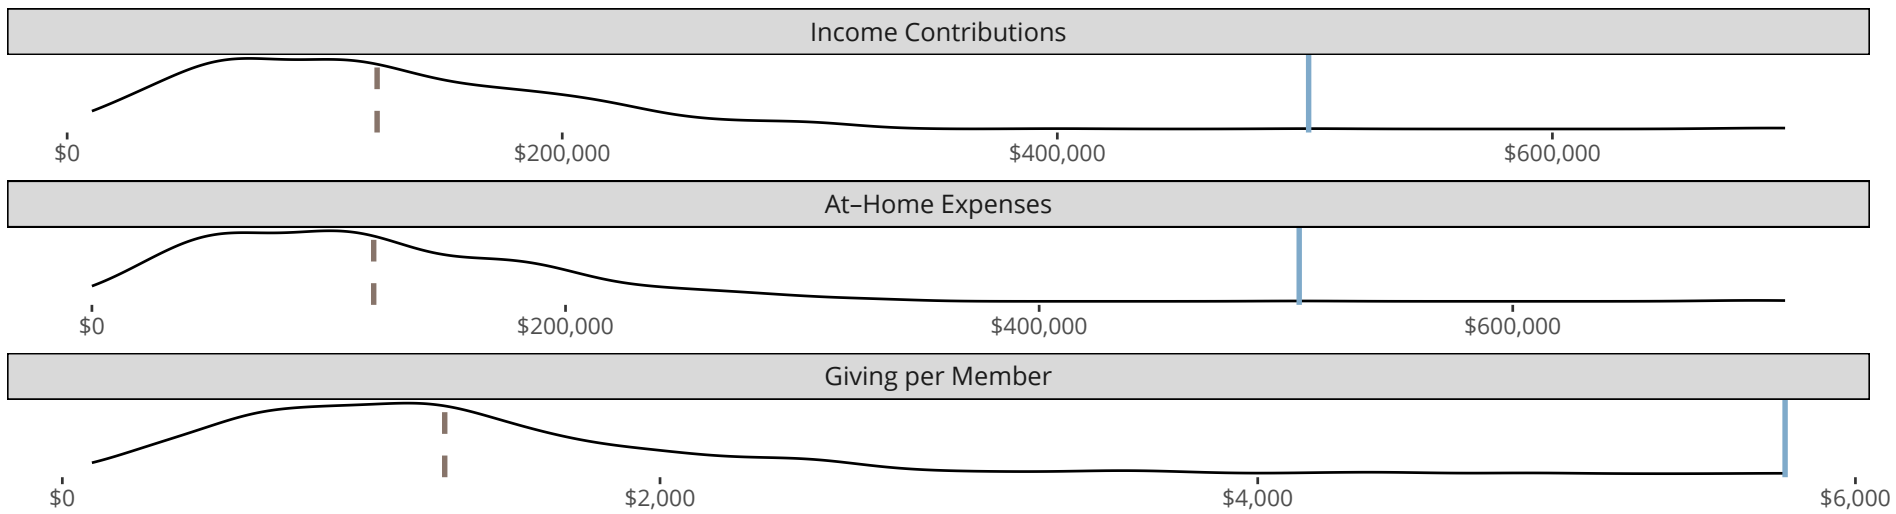 Income Contributions
$0 $200,000 $400,000 $600,000
At–Home Expenses
$0 $200,000 $400,000 $600,000
Giving per Member
$0 $2,000 $4,000 $6,000